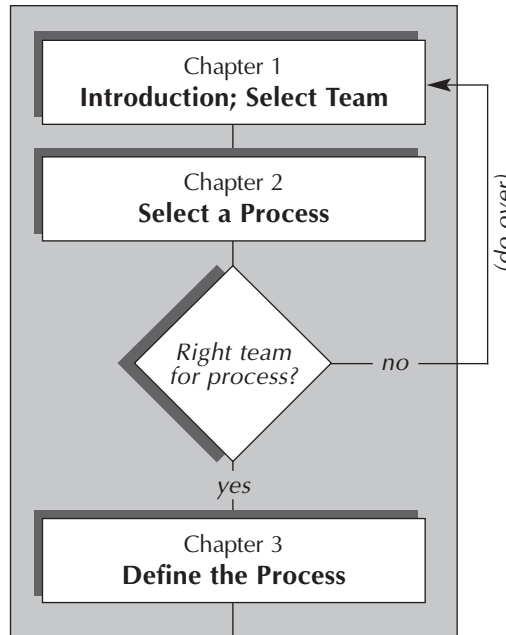 Chapter 1
Introduction; Select Team
Chapter 2
Select a Process
(do over)
Right team
for process?
no
yes
Chapter 3
Define the Process